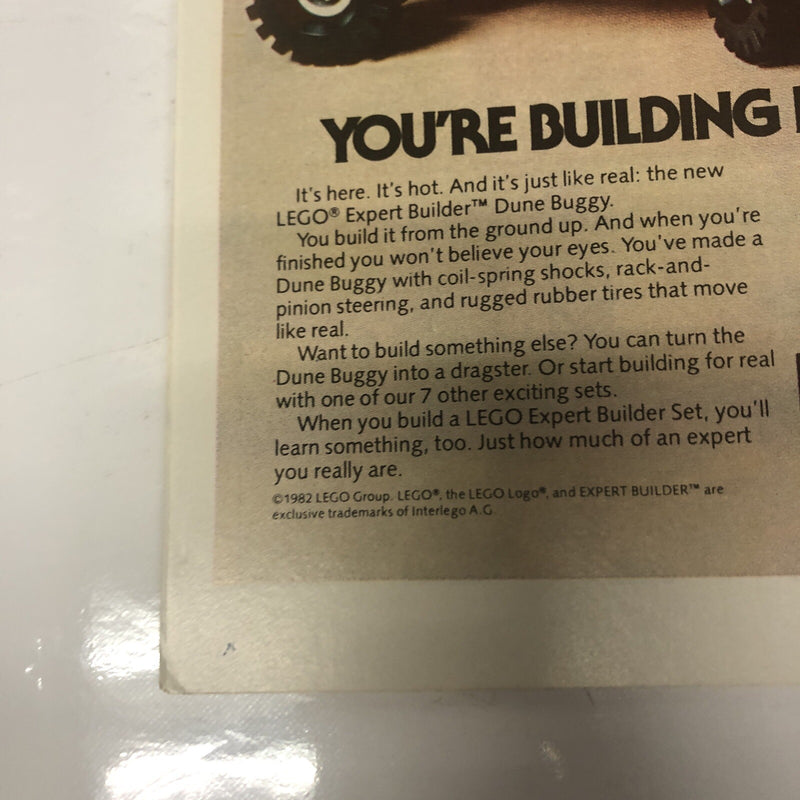 YOU'RE BUILDING
It's here. It's hot. And it's just like real: the new
LEGO® Expert Builder™ Dune Buggy.
You build it from the ground up. And when you're
finished you won't believe your eyes. You've made a
Dune Buggy with coil-spring shocks, rack-and-
pinion steering, and rugged rubber tires that move
like real.
Want to build something else? You can turn the
Dune Buggy into a dragster. Or start building for real
with one of our 7 other exciting sets.
When you build a LEGO Expert Builder Set, you'll
learn something, too. Just how much of an expert
you really are.
©1982 LEGO Group. LEGO®, the LEGO Logo®, and EXPERT BUILDER™ are
exclusive trademarks of Interlego A.G.